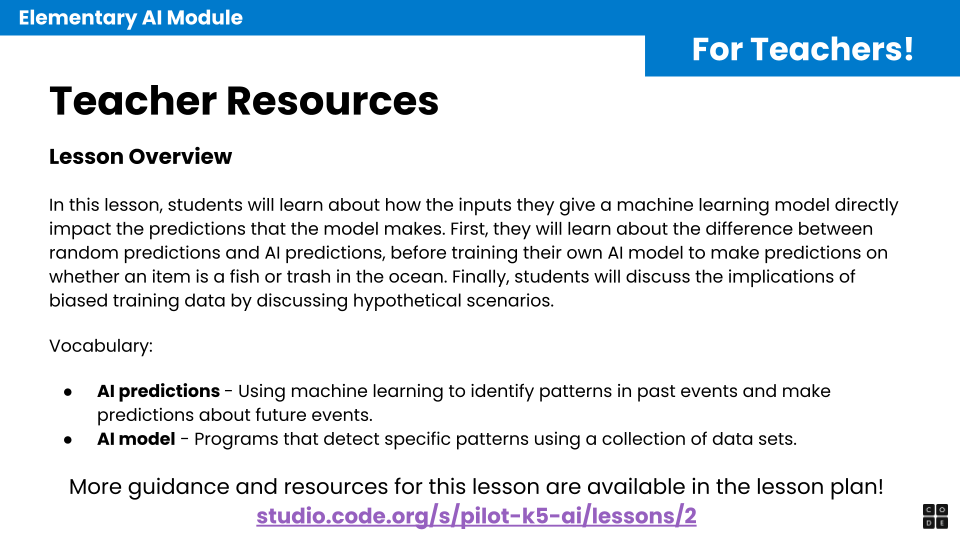 Elementary AI Module
For Teachers!
Teacher Resources
Lesson Overview
In this lesson, students will learn about how the inputs they give a machine learning model directly
impact the predictions that the model makes. First, they will learn about the difference between
random predictions and AI predictions, before training their own AI model to make predictions on
whether an item is a fish or trash in the ocean. Finally, students will discuss the implications of
biased training data by discussing hypothetical scenarios.
Vocabulary:
● AI predictions - Using machine learning to identify patterns in past events and make
predictions about future events.
● AI model - Programs that detect specific patterns using a collection of data sets.
More guidance and resources for this lesson are available in the lesson plan!
studio.code.org/s/pilot-k5-ai/lessons/2
C O
D E